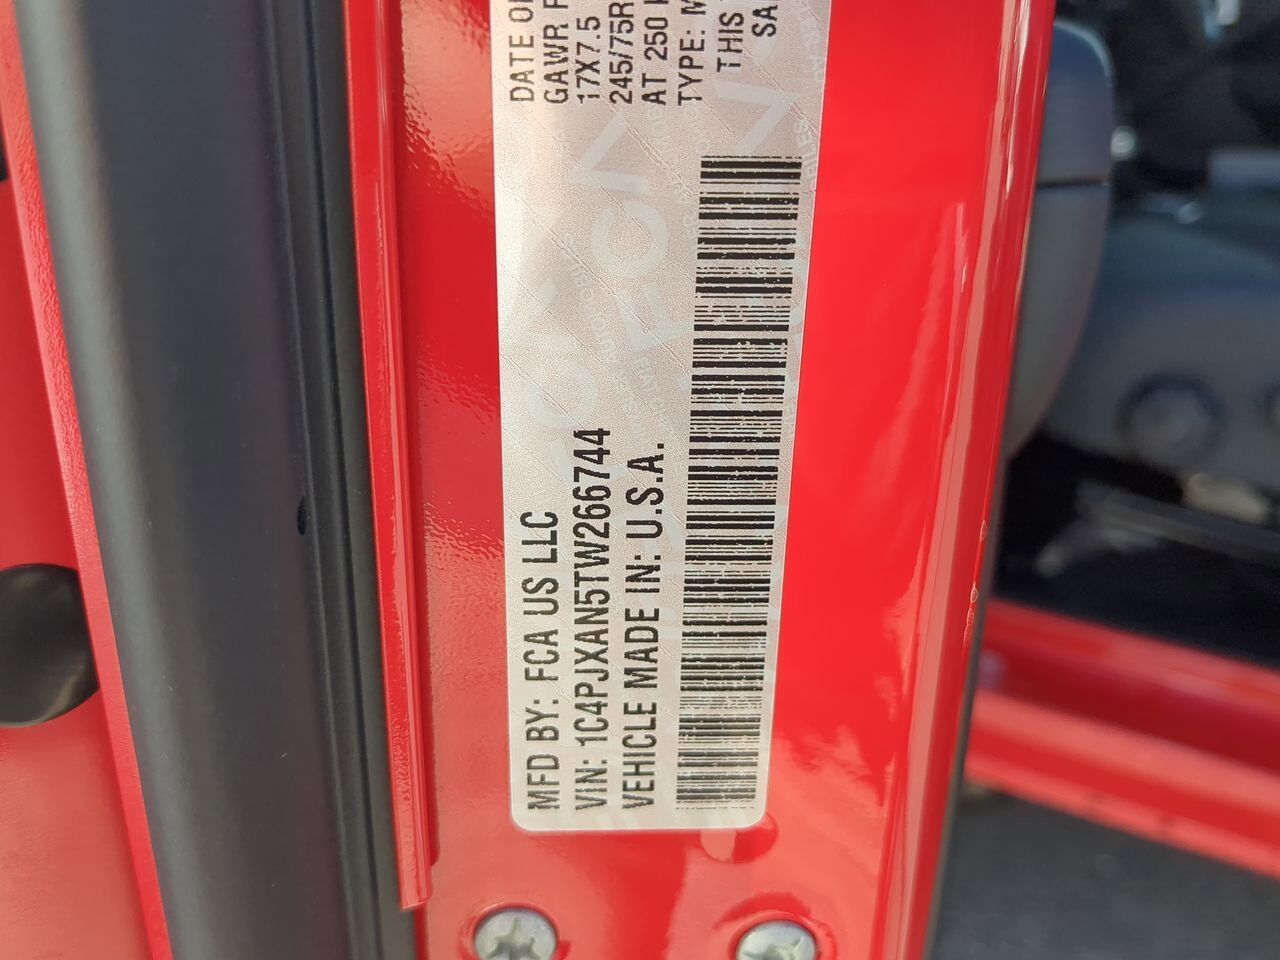 MFD BY: FCA US LLC
VIN: 1C4PJXAN5TW266744
VEHICLE MADE IN: U.S.A.
DATE OF
GAWR
17X7.5
245/75R
AT 250
TYPE:
THIS